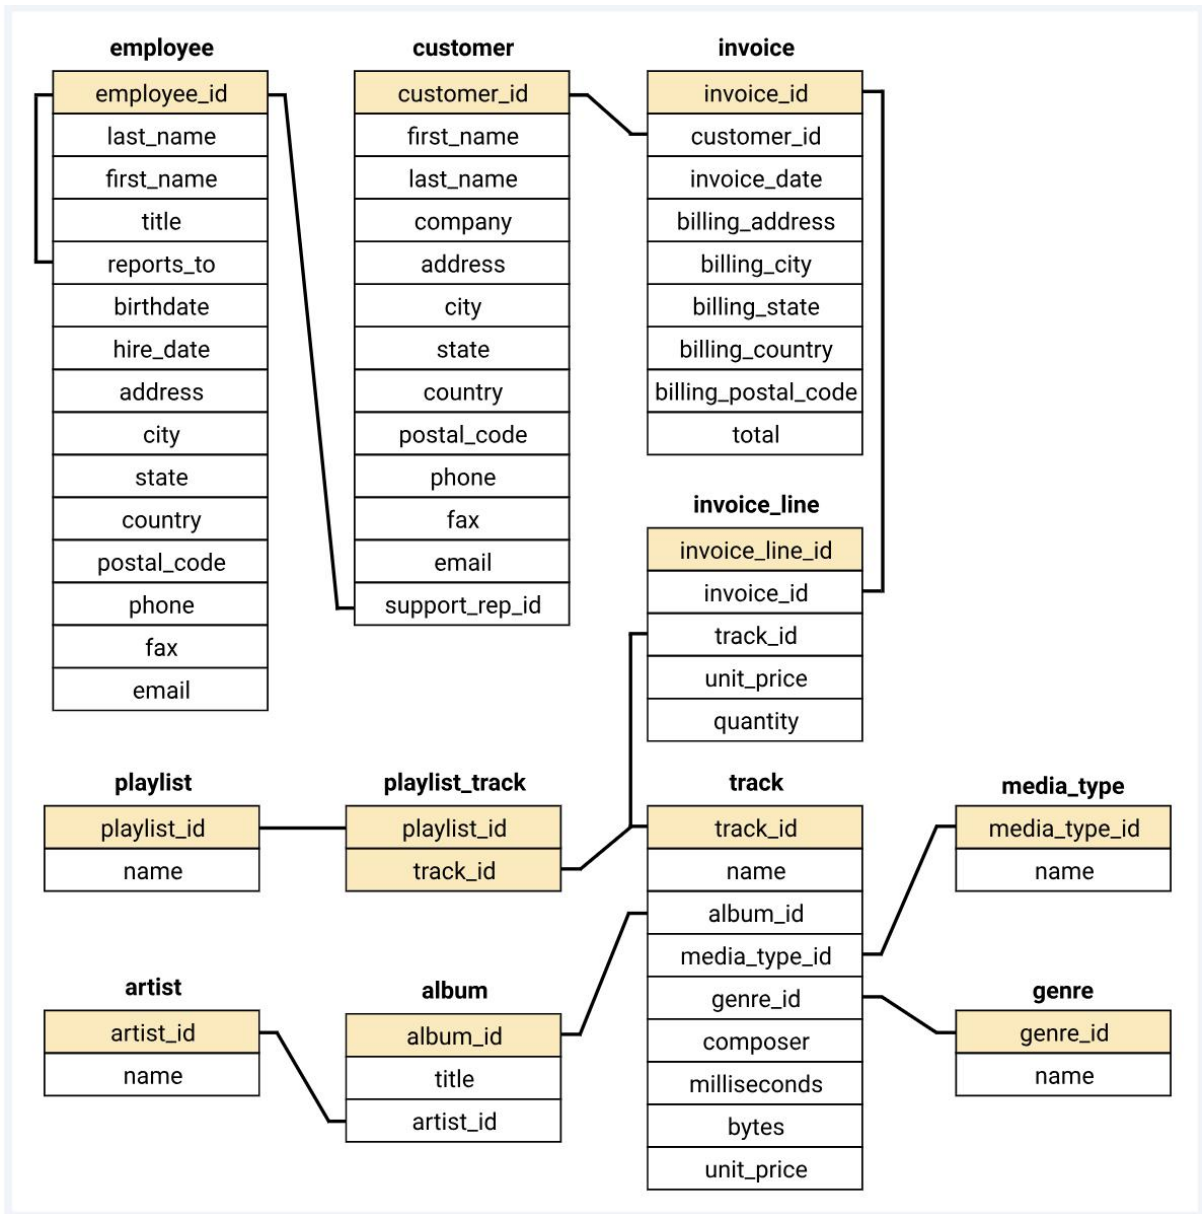 employee
employee_id
last_name
first_name
title
reports_to
birthdate
hire_date
address
city
state
country
postal_code
phone
fax
email
customer
customer_id
first_name
last_name
company
address
city
state
country
postal_code
phone
fax
email
support_rep_id
invoice
invoice_id
customer_id
invoice_date
billing_address
billing_city
billing_state
billing_country
billing_postal_code
total
invoice_line
invoice_line_id
invoice_id
track_id
unit_price
quantity
playlist
playlist_id
name
playlist_track
playlist_id
track_id
track
track_id
name
album_id
media_type_id
genre_id
composer
milliseconds
bytes
unit_price
media_type
media_type_id
name
artist
artist_id
name
album
album_id
title
artist_id
genre
genre_id
name